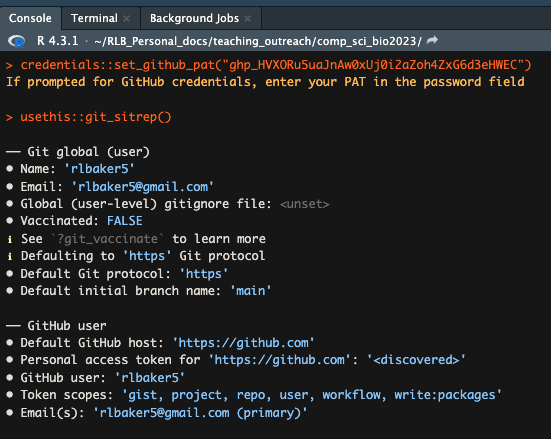 Console Terminal × Background Jobs ×
R 4.3.1 · ~/RLB_Personal_docs/teaching_outreach/comp_sci_bio2023/
> credentials::set_github_pat("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")
If prompted for GitHub credentials, enter your PAT in the password field
> usethis::git_sitrep()
── Git global (user)
● Name: 'rlbaker5'
● Email: 'rlbaker5@gmail.com'
● Global (user-level) gitignore file: <unset>
● Vaccinated: FALSE
ℹ See `?git_vaccinate` to learn more
ℹ Defaulting to 'https' Git protocol
● Default Git protocol: 'https'
● Default initial branch name: 'main'
── GitHub user
● Default GitHub host: 'https://github.com'
● Personal access token for 'https://github.com': '<discovered>'
● GitHub user: 'rlbaker5'
● Token scopes: 'gist, project, repo, user, workflow, write:packages'
● Email(s): 'rlbaker5@gmail.com (primary)'